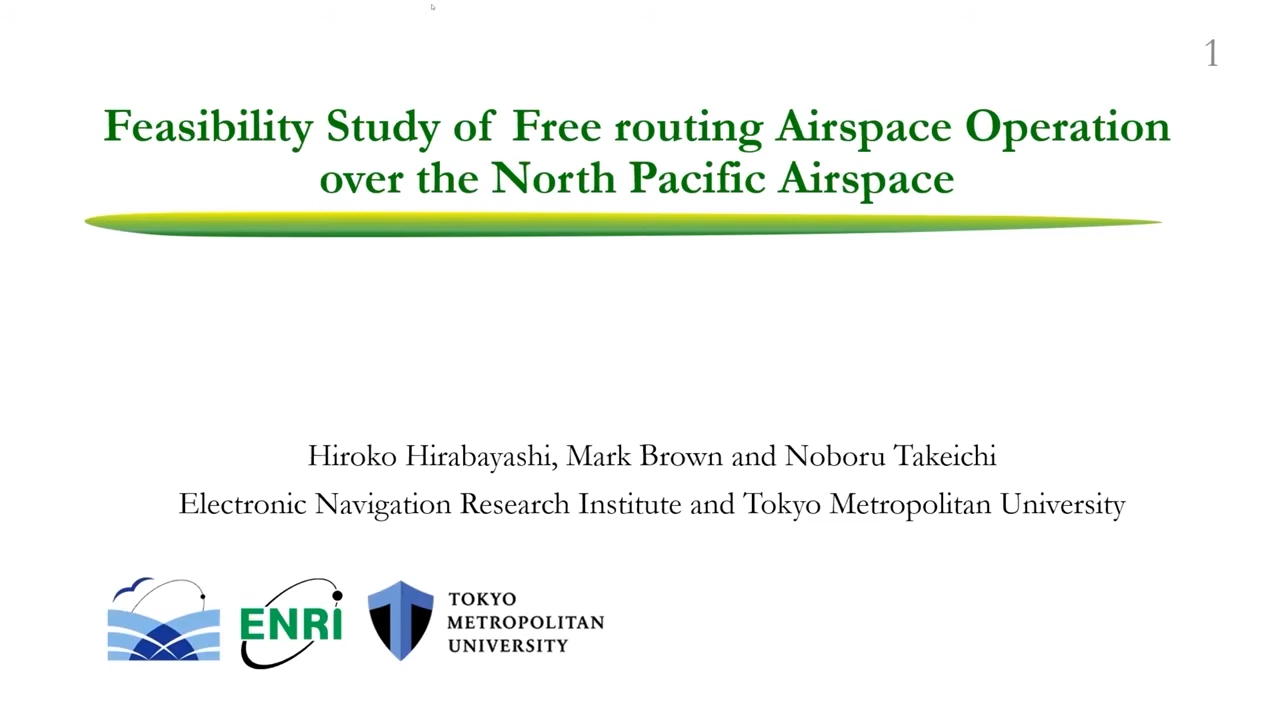 1
Feasibility Study of Free routing Airspace Operation
over the North Pacific Airspace
Hiroko Hirabayashi, Mark Brown and Noboru Takeichi
Electronic Navigation Research Institute and Tokyo Metropolitan University
ENRI
TOKYO
METROPOLITAN
UNIVERSITY